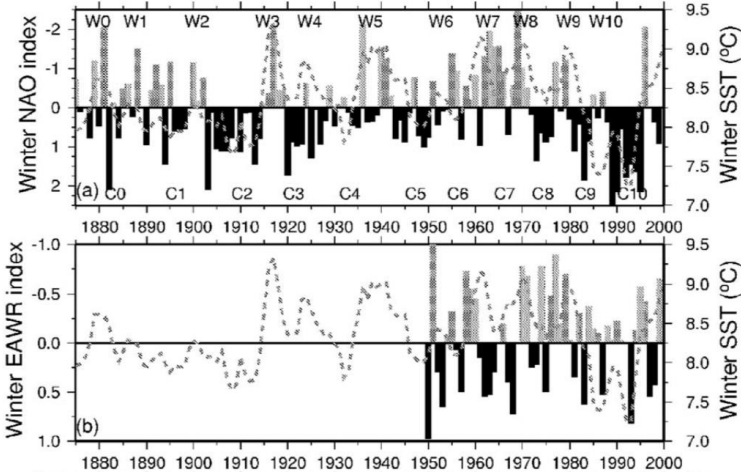 W0 W1 W2 W3 W4 W5 W6 W7 W8 W9 W10
-2
-1
0
1
2
Winter NAO index
9.5
9.0
8.5
8.0
7.5
7.0
Winter SST (ºC)
(a) C0 C1 C2 C3 C4 C5 C6 C7 C8 C9 C10
1880 1890 1900 1910 1920 1930 1940 1950 1960 1970 1980 1990 2000
-1.0
-0.5
0.0
0.5
1.0
Winter EAWR index
9.5
9.0
8.5
8.0
7.5
7.0
Winter SST (ºC)
(b)
1880 1890 1900 1910 1920 1930 1940 1950 1960 1970 1980 1990 2000